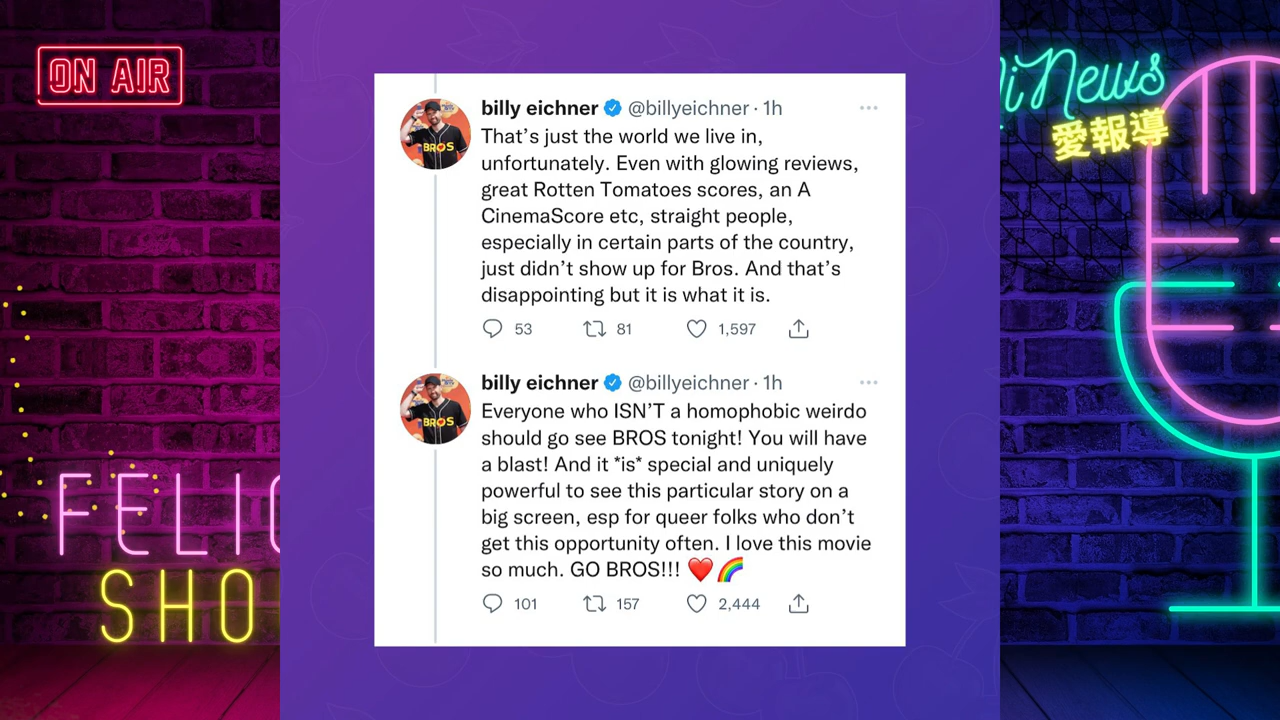 ON AIR
billy eichner @billyeichner · 1h
That’s just the world we live in,
unfortunately. Even with glowing reviews,
great Rotten Tomatoes scores, an A
CinemaScore etc, straight people,
especially in certain parts of the country,
just didn’t show up for Bros. And that’s
disappointing but it is what it is.
53 81 1,597
billy eichner @billyeichner · 1h
Everyone who ISN’T a homophobic weirdo
should go see BROS tonight! You will have
a blast! And it *is* special and uniquely
powerful to see this particular story on a
big screen, esp for queer folks who don’t
get this opportunity often. I love this movie
so much. GO BROS!!! ❤️🌈
101 157 2,444
BROS
BROS
FELIC
SHO
iNews
愛報導